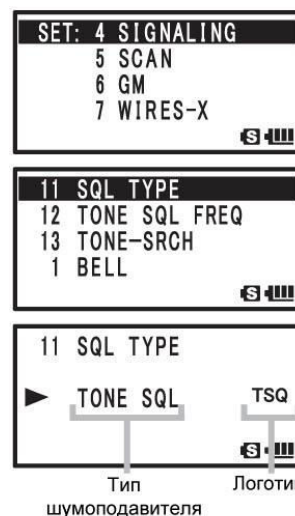 SET: 4 SIGNALING
5 SCAN
6 GM
7 WIRES-X
S
11 SQL TYPE
12 TONE SQL FREQ
13 TONE-SRCH
1 BELL
S
11 SQL TYPE
TONE SQL TSQ
S
Тип Логоти
шумоподавителя